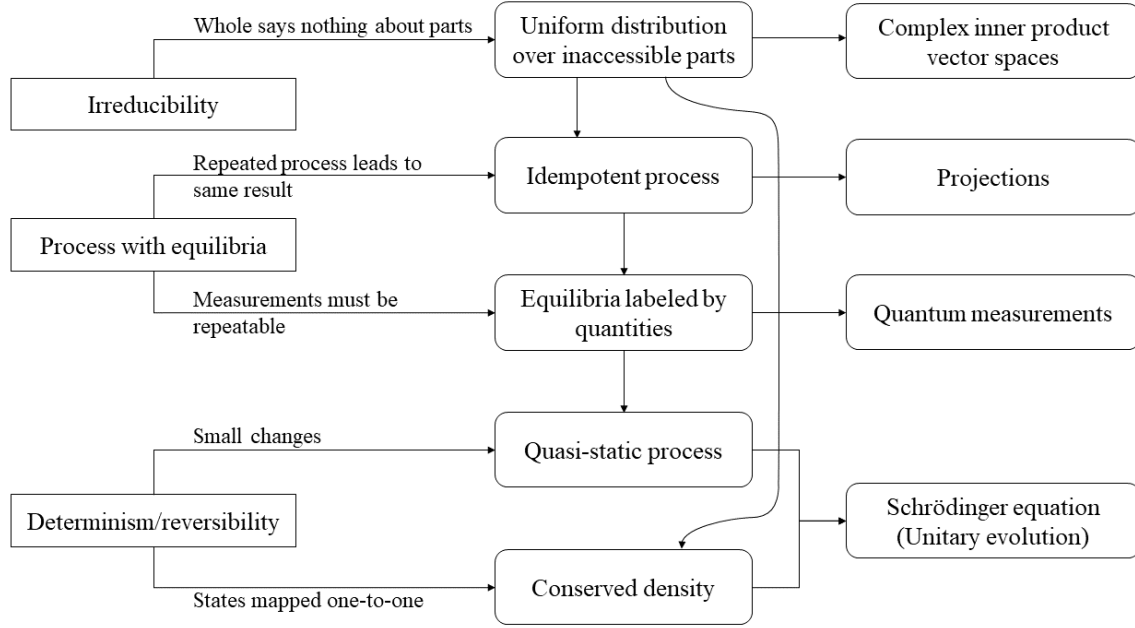 Whole says nothing about parts
Uniform distribution
over inaccessible parts
Complex inner product
vector spaces
Irreducibility
Repeated process leads to
same result
Idempotent process
Projections
Process with equilibria
Measurements must be
repeatable
Equilibria labeled by
quantities
Quantum measurements
Small changes
Quasi-static process
Determinism/reversibility
Schrödinger equation
(Unitary evolution)
States mapped one-to-one
Conserved density